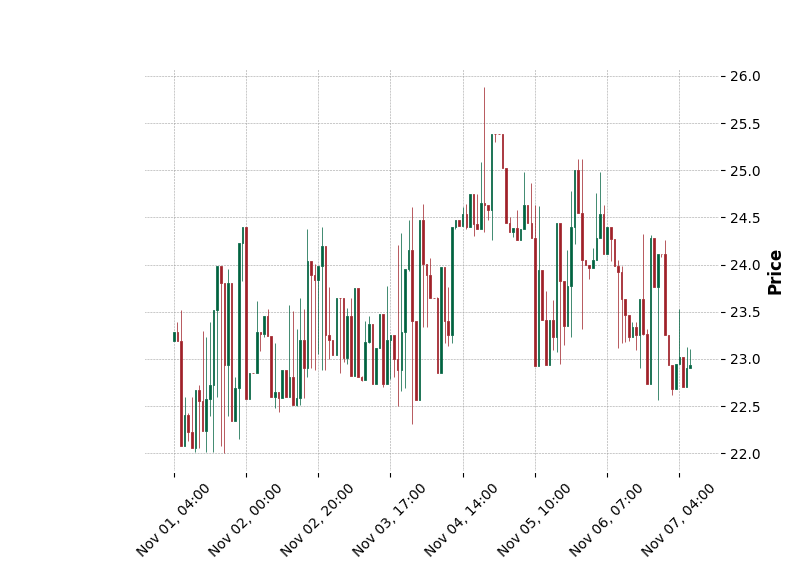 26.0
25.5
25.0
24.5
24.0
23.5
23.0
22.5
22.0
Price
Nov 01, 04:00
Nov 02, 00:00
Nov 02, 20:00
Nov 03, 17:00
Nov 04, 14:00
Nov 05, 10:00
Nov 06, 07:00
Nov 07, 04:00